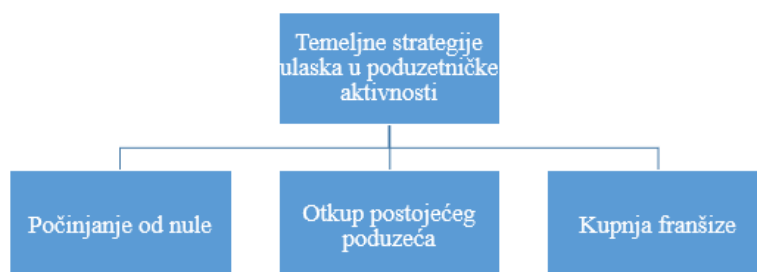 Temeljne strategije
ulaska u poduzetničke
aktivnosti
Počinjanje od nule
Otkup postojećeg
poduzeća
Kupnja franšize